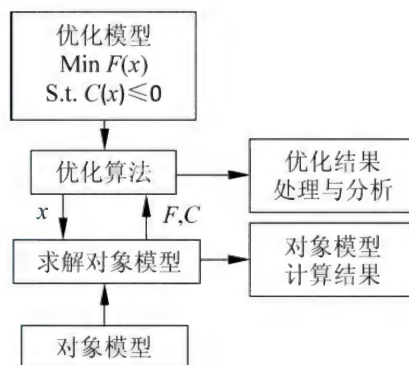 优化模型
Min F(x)
S.t. C(x)≤0
优化算法
优化结果
处理与分析
x
F,C
求解对象模型
对象模型
计算结果
对象模型